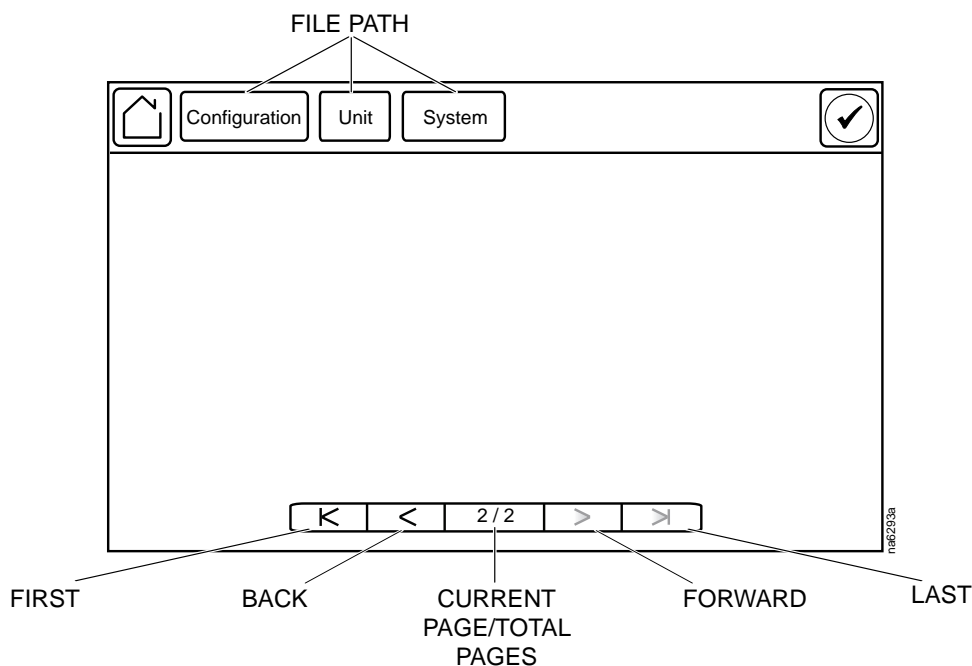 FILE PATH
Configuration
Unit
System
2 / 2
na6293a
FIRST
BACK
CURRENT
PAGE/TOTAL
PAGES
FORWARD
LAST